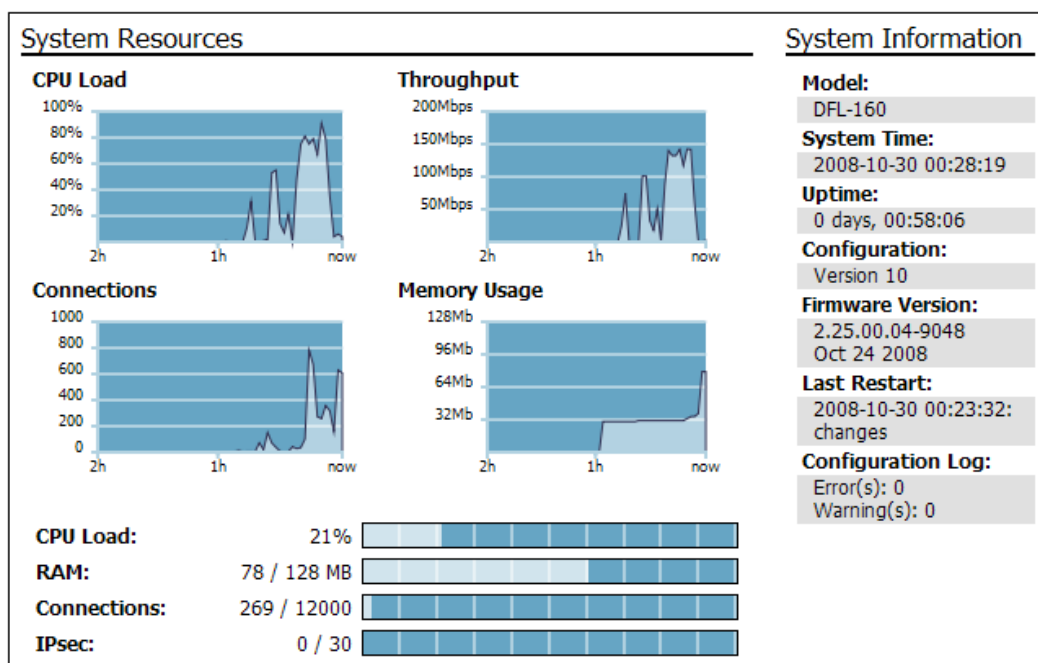 System Resources
CPU Load
100%
80%
60%
40%
20%
2h 1h now
Throughput
200Mbps
150Mbps
100Mbps
50Mbps
2h 1h now
Connections
1000
800
600
400
200
0
2h 1h now
Memory Usage
128Mb
96Mb
64Mb
32Mb
2h 1h now
CPU Load: 21%
RAM: 78 / 128 MB
Connections: 269 / 12000
IPsec: 0 / 30
System Information
Model:
DFL-160
System Time:
2008-10-30 00:28:19
Uptime:
0 days, 00:58:06
Configuration:
Version 10
Firmware Version:
2.25.00.04-9048
Oct 24 2008
Last Restart:
2008-10-30 00:23:32:
changes
Configuration Log:
Error(s): 0
Warning(s): 0